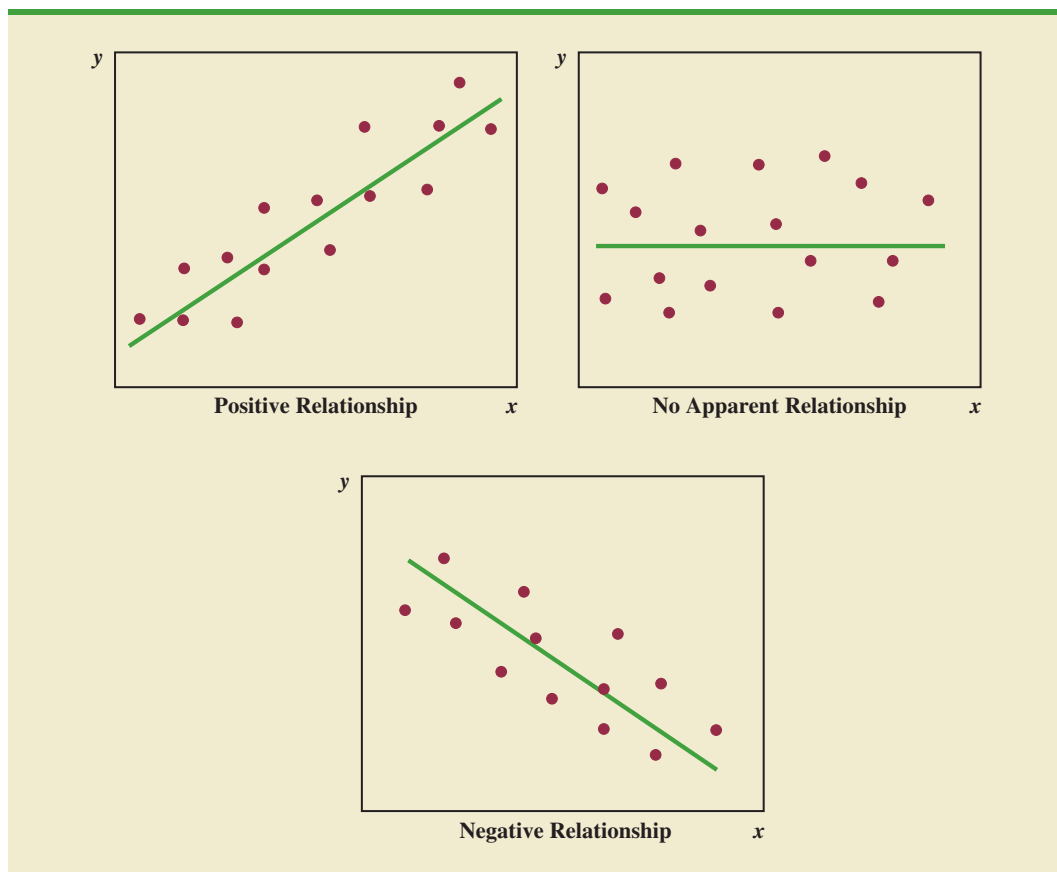 y
y
Positive Relationship x
No Apparent Relationship x
y
Negative Relationship x